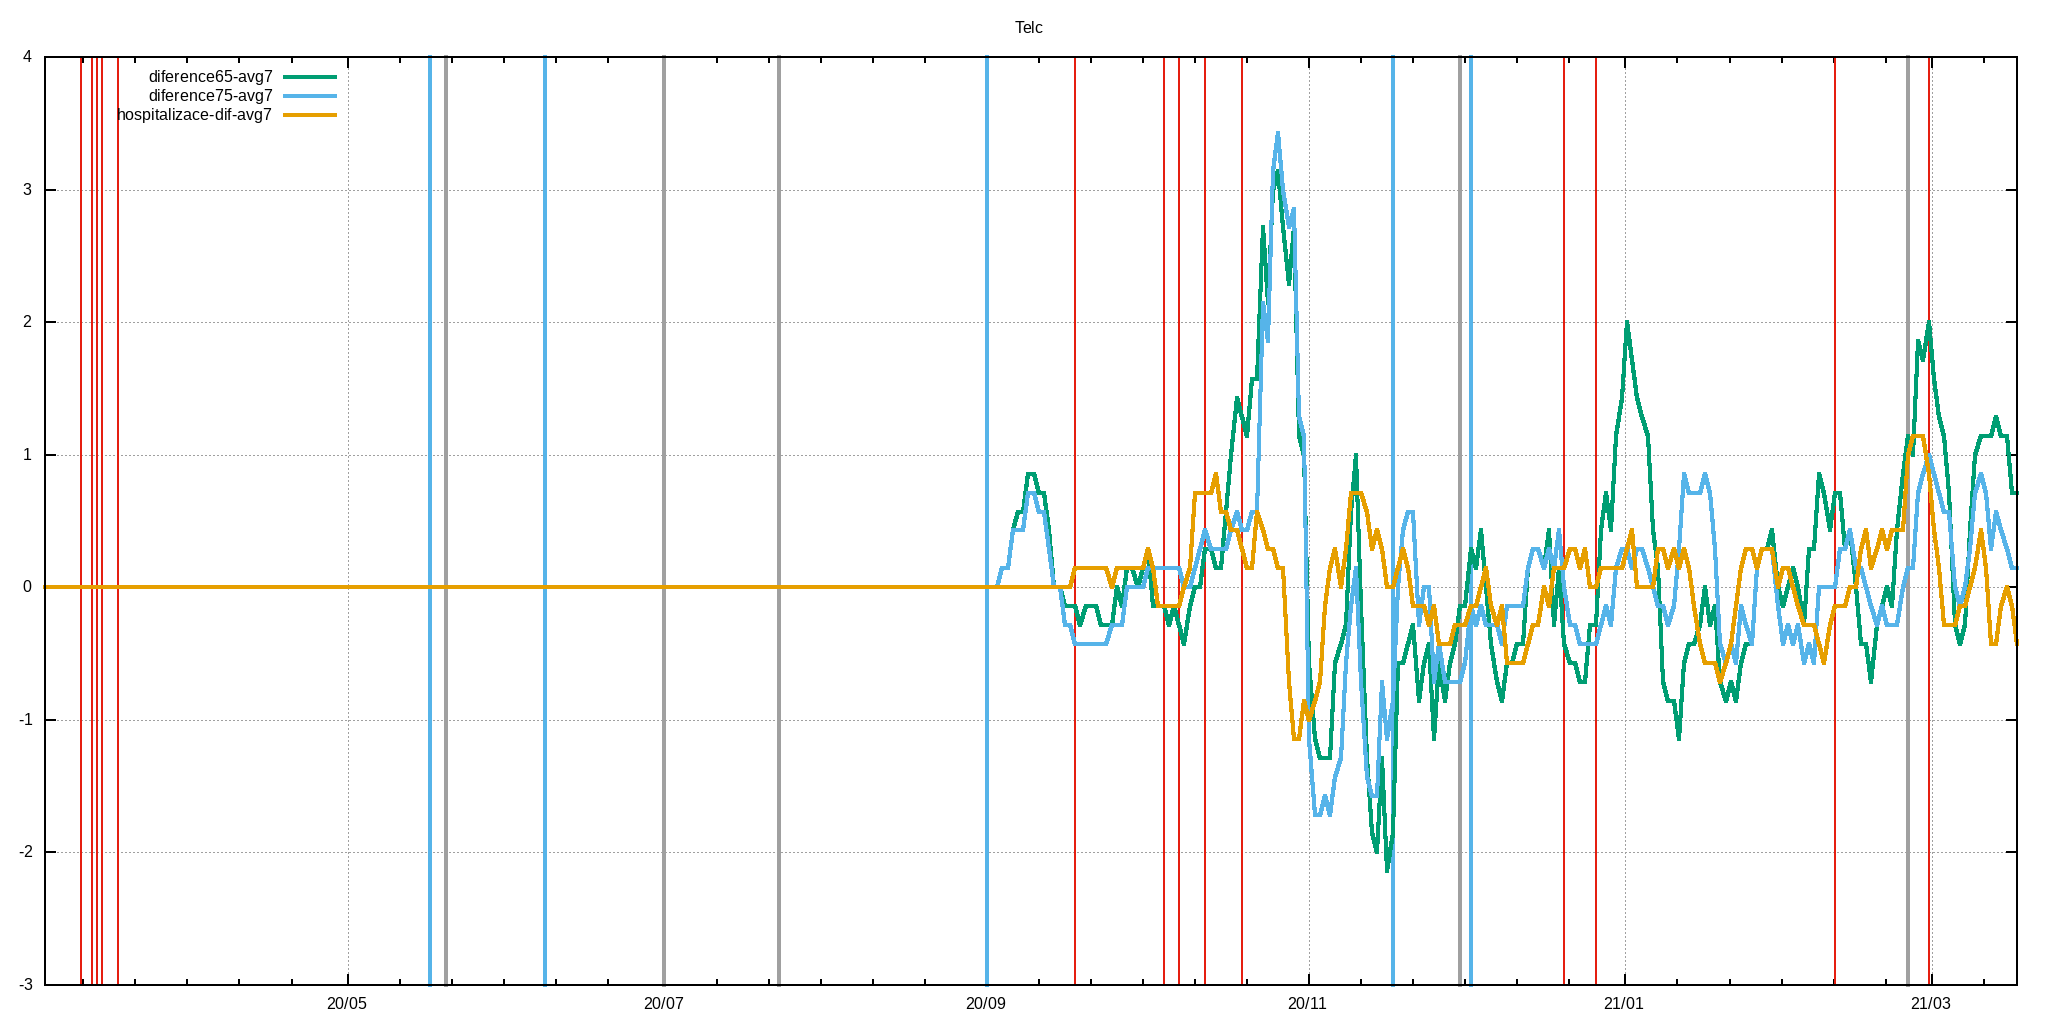 Telc
4
diference65-avg7
diference75-avg7
hospitalizace-dif-avg7
3
2
1
0
-1
-2
-3
20/05 20/07 20/09 20/11 21/01 21/03